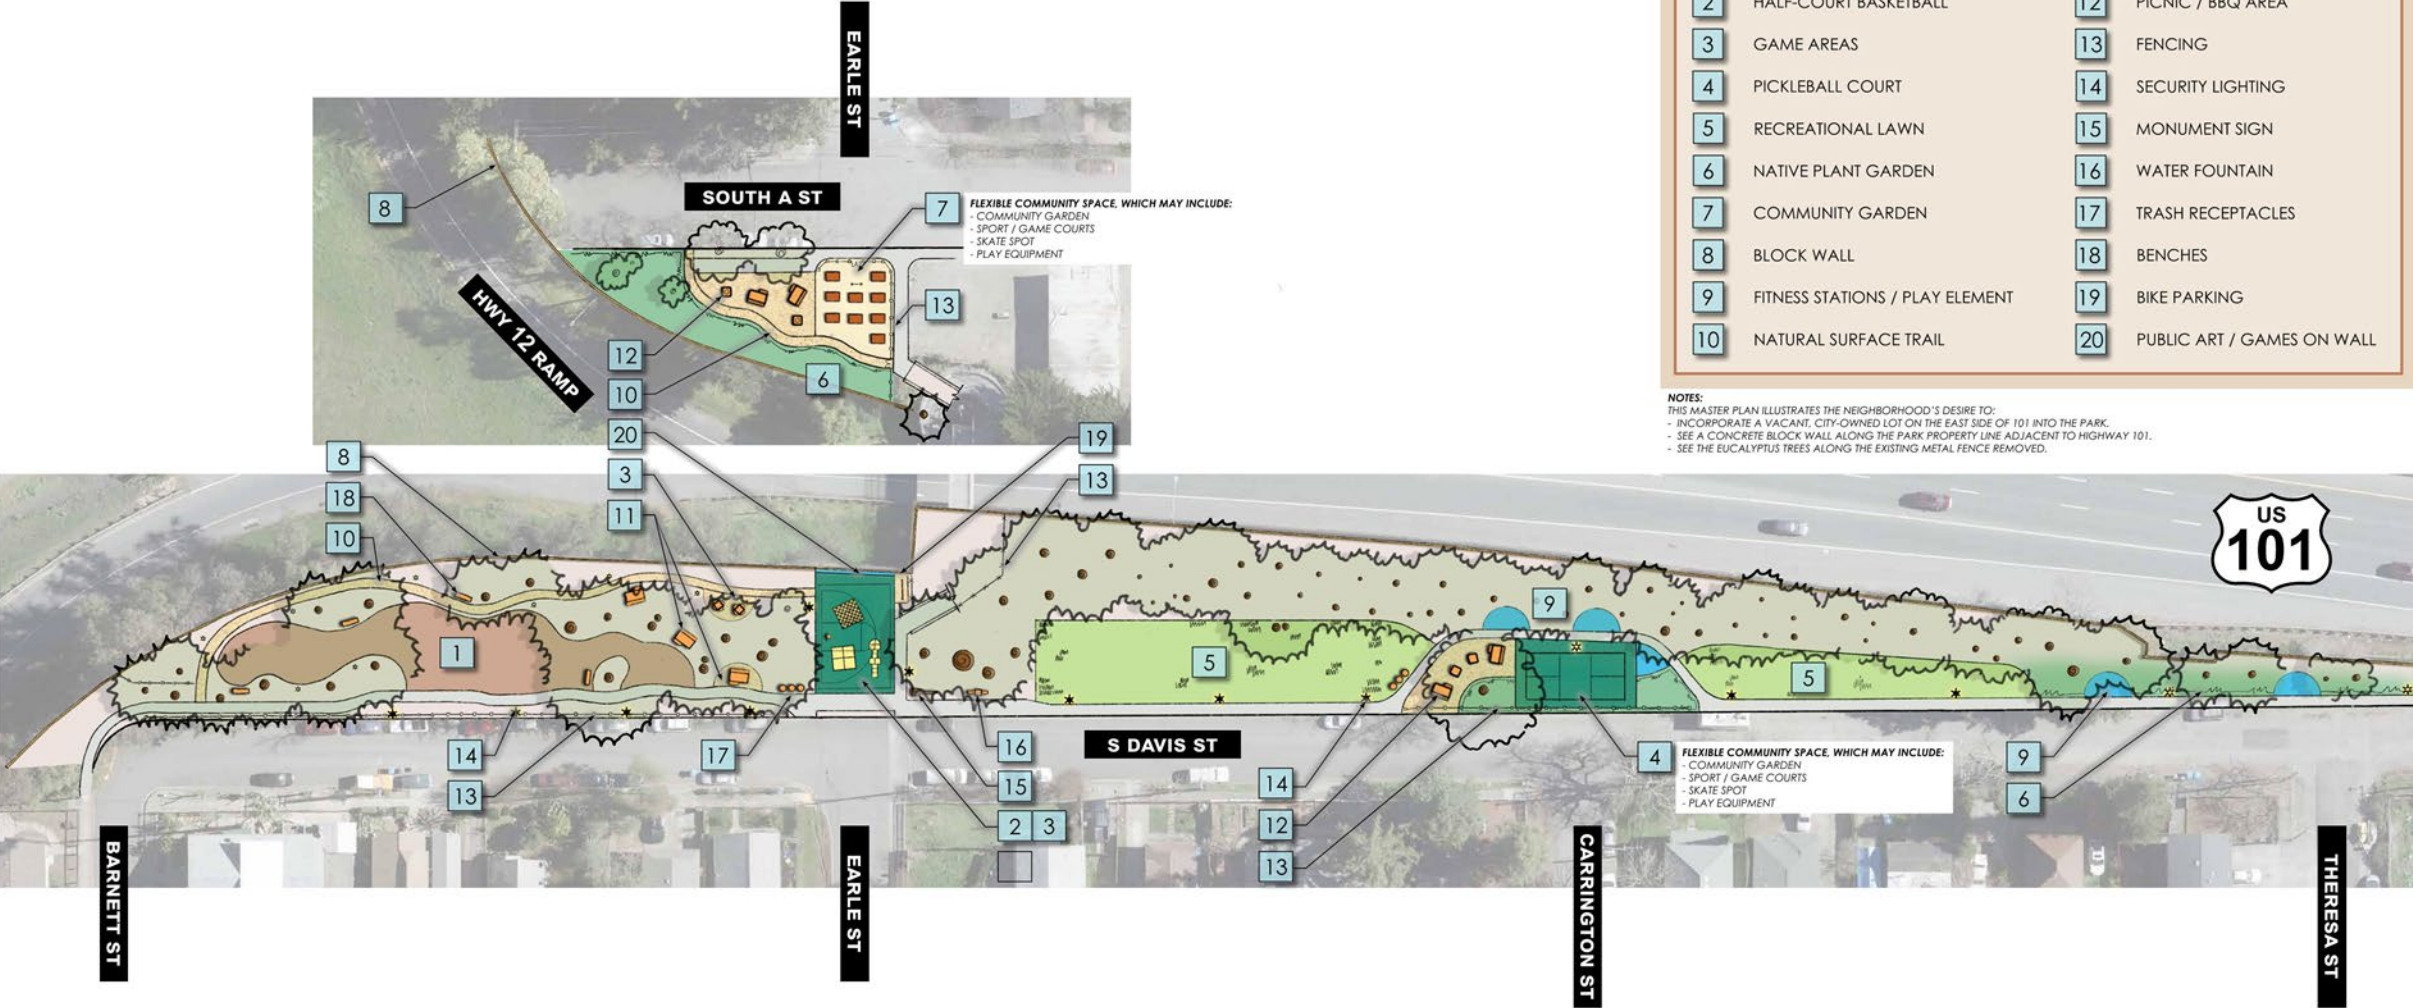 2 HALF-COURT BASKETBALL
3 GAME AREAS
4 PICKLEBALL COURT
5 RECREATIONAL LAWN
6 NATIVE PLANT GARDEN
7 COMMUNITY GARDEN
8 BLOCK WALL
9 FITNESS STATIONS / PLAY ELEMENT
10 NATURAL SURFACE TRAIL
12 PICNIC / BBQ AREA
13 FENCING
14 SECURITY LIGHTING
15 MONUMENT SIGN
16 WATER FOUNTAIN
17 TRASH RECEPTACLES
18 BENCHES
19 BIKE PARKING
20 PUBLIC ART / GAMES ON WALL
NOTES:
THIS MASTER PLAN ILLUSTRATES THE NEIGHBORHOOD'S DESIRE TO:
- INCORPORATE A VACANT, CITY-OWNED LOT ON THE EAST SIDE OF 101 INTO THE PARK.
- SEE A CONCRETE BLOCK WALL ALONG THE PARK PROPERTY LINE ADJACENT TO HIGHWAY 101.
- SEE THE EUCALYPTUS TREES ALONG THE EXISTING METAL FENCE REMOVED.
EARLE ST
SOUTH A ST
8
7
FLEXIBLE COMMUNITY SPACE, WHICH MAY INCLUDE:
- COMMUNITY GARDEN
- SPORT / GAME COURTS
- SKATE SPOT
- PLAY EQUIPMENT
HWY 12 RAMP
13
12
10
6
20
3
11
19
13
8
18
10
US
101
1
5
9
5
14
13
17
16
15
2 3
S DAVIS ST
14
12
13
4
FLEXIBLE COMMUNITY SPACE, WHICH MAY INCLUDE:
- COMMUNITY GARDEN
- SPORT / GAME COURTS
- SKATE SPOT
- PLAY EQUIPMENT
9
6
BARNETT ST
EARLE ST
CARRINGTON ST
THERESA ST